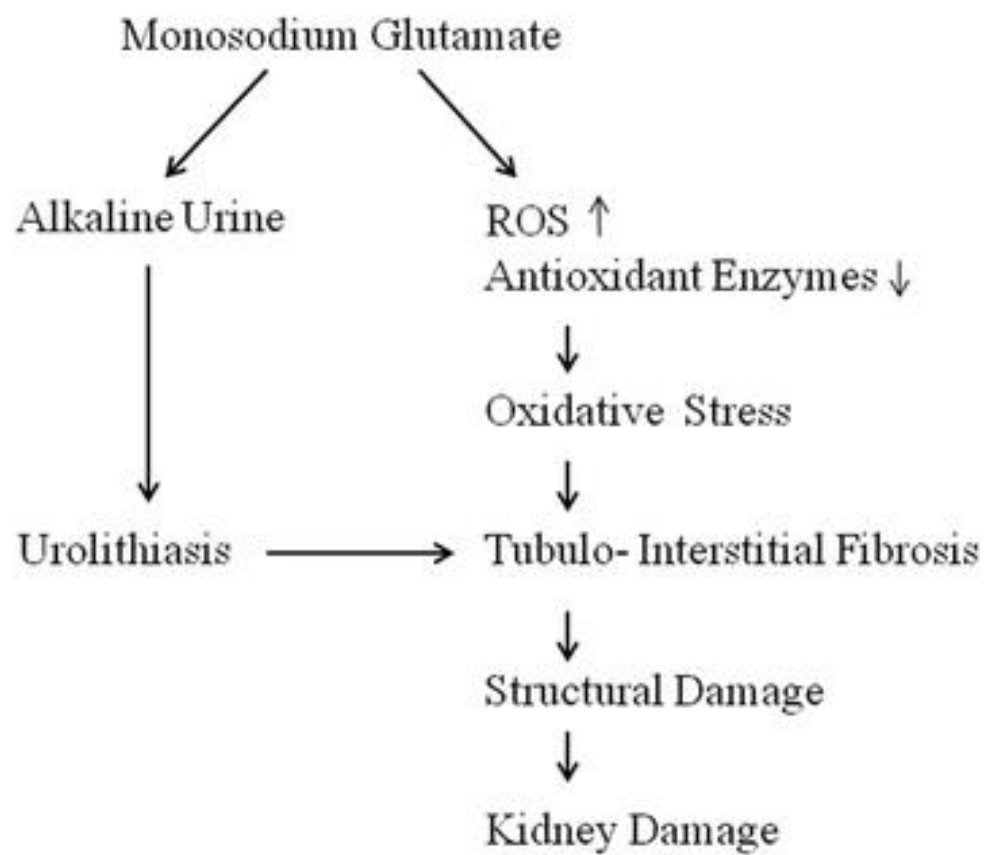 Monosodium Glutamate
Alkaline Urine
ROS ↑
Antioxidant Enzymes ↓
Oxidative Stress
Urolithiasis
Tubulo- Interstitial Fibrosis
Structural Damage
Kidney Damage